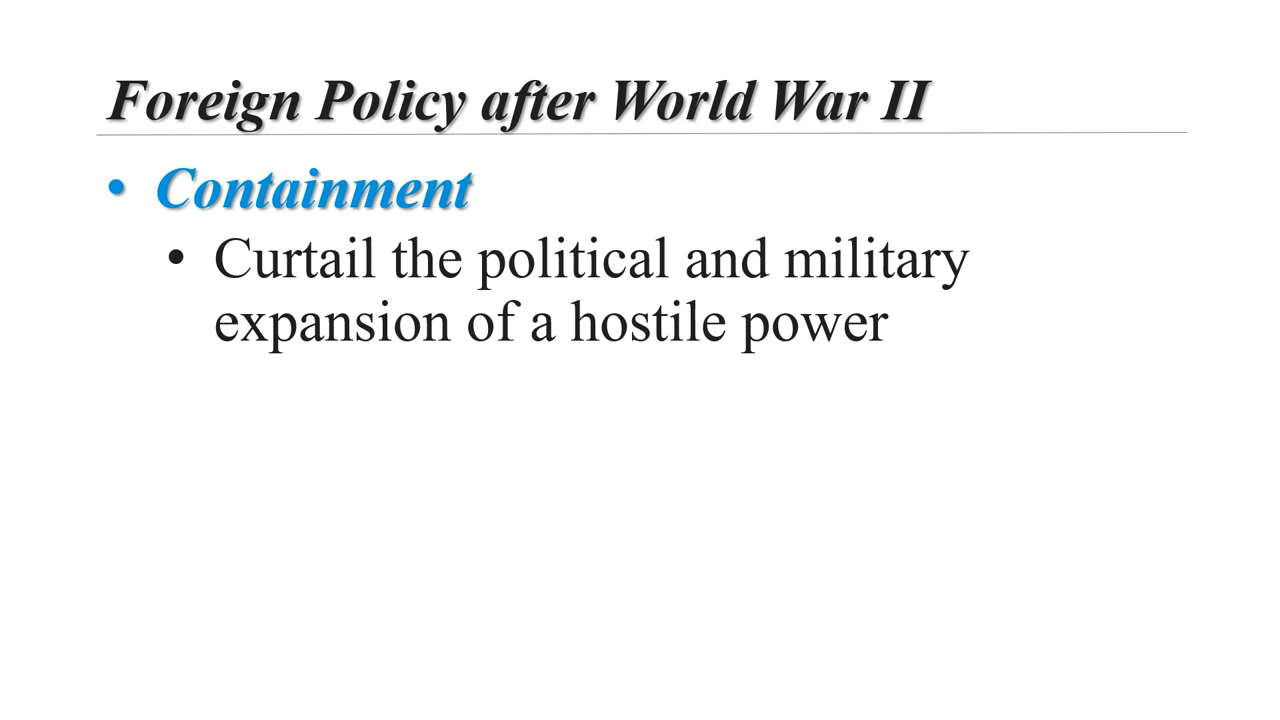 Foreign Policy after World War II
• Containment
• Curtail the political and military
expansion of a hostile power